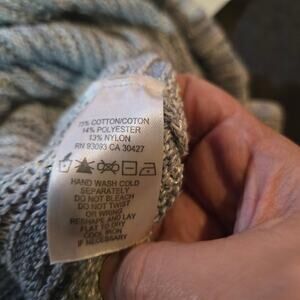 73% COTTON/COTON
14% POLYESTER
13% NYLON
RN 93093 CA 30427
HAND WASH COLD
SEPARATELY
DO NOT BLEACH
DO NOT TWIST
OR WRING
RESHAPE AND LAY
FLAT TO DRY
COOL IRON
IF NECESSARY